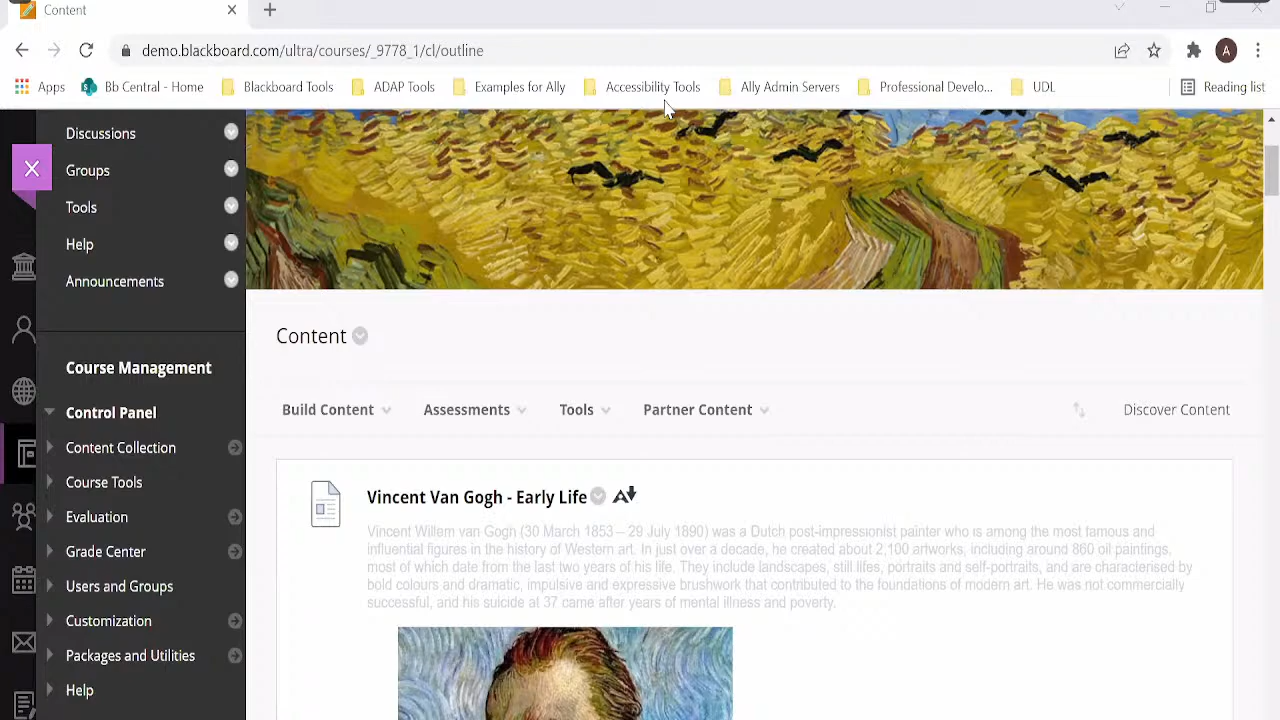 Content
demo.blackboard.com/ultra/courses/_9778_1/cl/outline
A
Apps Bb Central - Home Blackboard Tools ADAP Tools Examples for Ally Accessibility Tools Ally Admin Servers Professional Develo... UDL Reading list
Discussions
Groups
Tools
Help
Announcements
Course Management
Control Panel
Content Collection
Course Tools
Evaluation
Grade Center
Users and Groups
Customization
Packages and Utilities
Help
Content
Build Content Assessments Tools Partner Content Discover Content
Vincent Van Gogh - Early Life
Vincent Willem van Gogh (30 March 1853 – 29 July 1890) was a Dutch post-impressionist painter who is among the most famous and
influential figures in the history of Western art. In just over a decade, he created about 2,100 artworks, including around 860 oil paintings,
most of which date from the last two years of his life. They include landscapes, still lifes, portraits and self-portraits, and are characterised by
bold colours and dramatic, impulsive and expressive brushwork that contributed to the foundations of modern art. He was not commercially
successful, and his suicide at 37 came after years of mental illness and poverty.